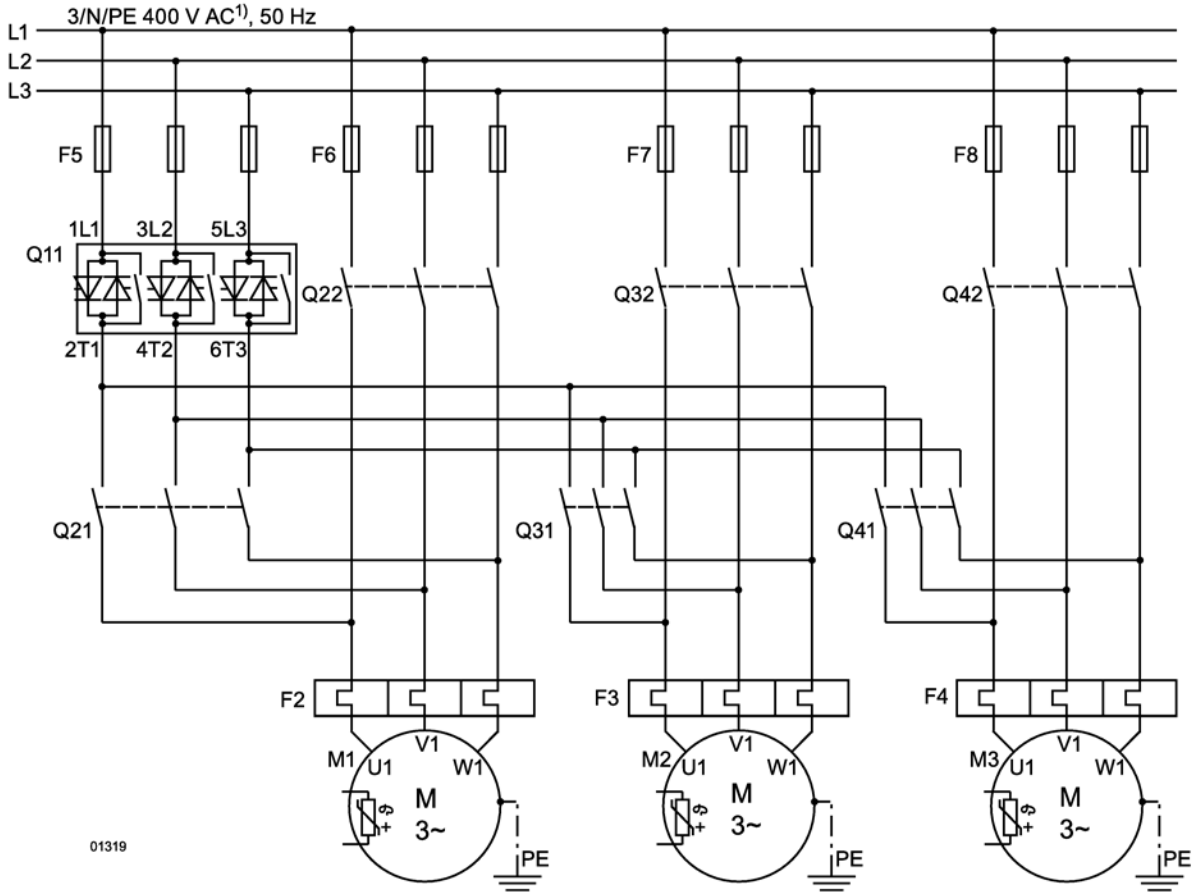 3/N/PE 400 V AC1), 50 Hz
L1
L2
L3
F5
F6
F7
F8
1L1 3L2 5L3
Q11
Q22
Q32
Q42
2T1 4T2 6T3
Q21
Q31
Q41
F2
F3
F4
M1 U1 V1 W1
M2 U1 V1 W1
M3 U1 V1 W1
M
3~
ϑ
+
M
3~
ϑ
+
M
3~
ϑ
+
01319
PE
PE
PE